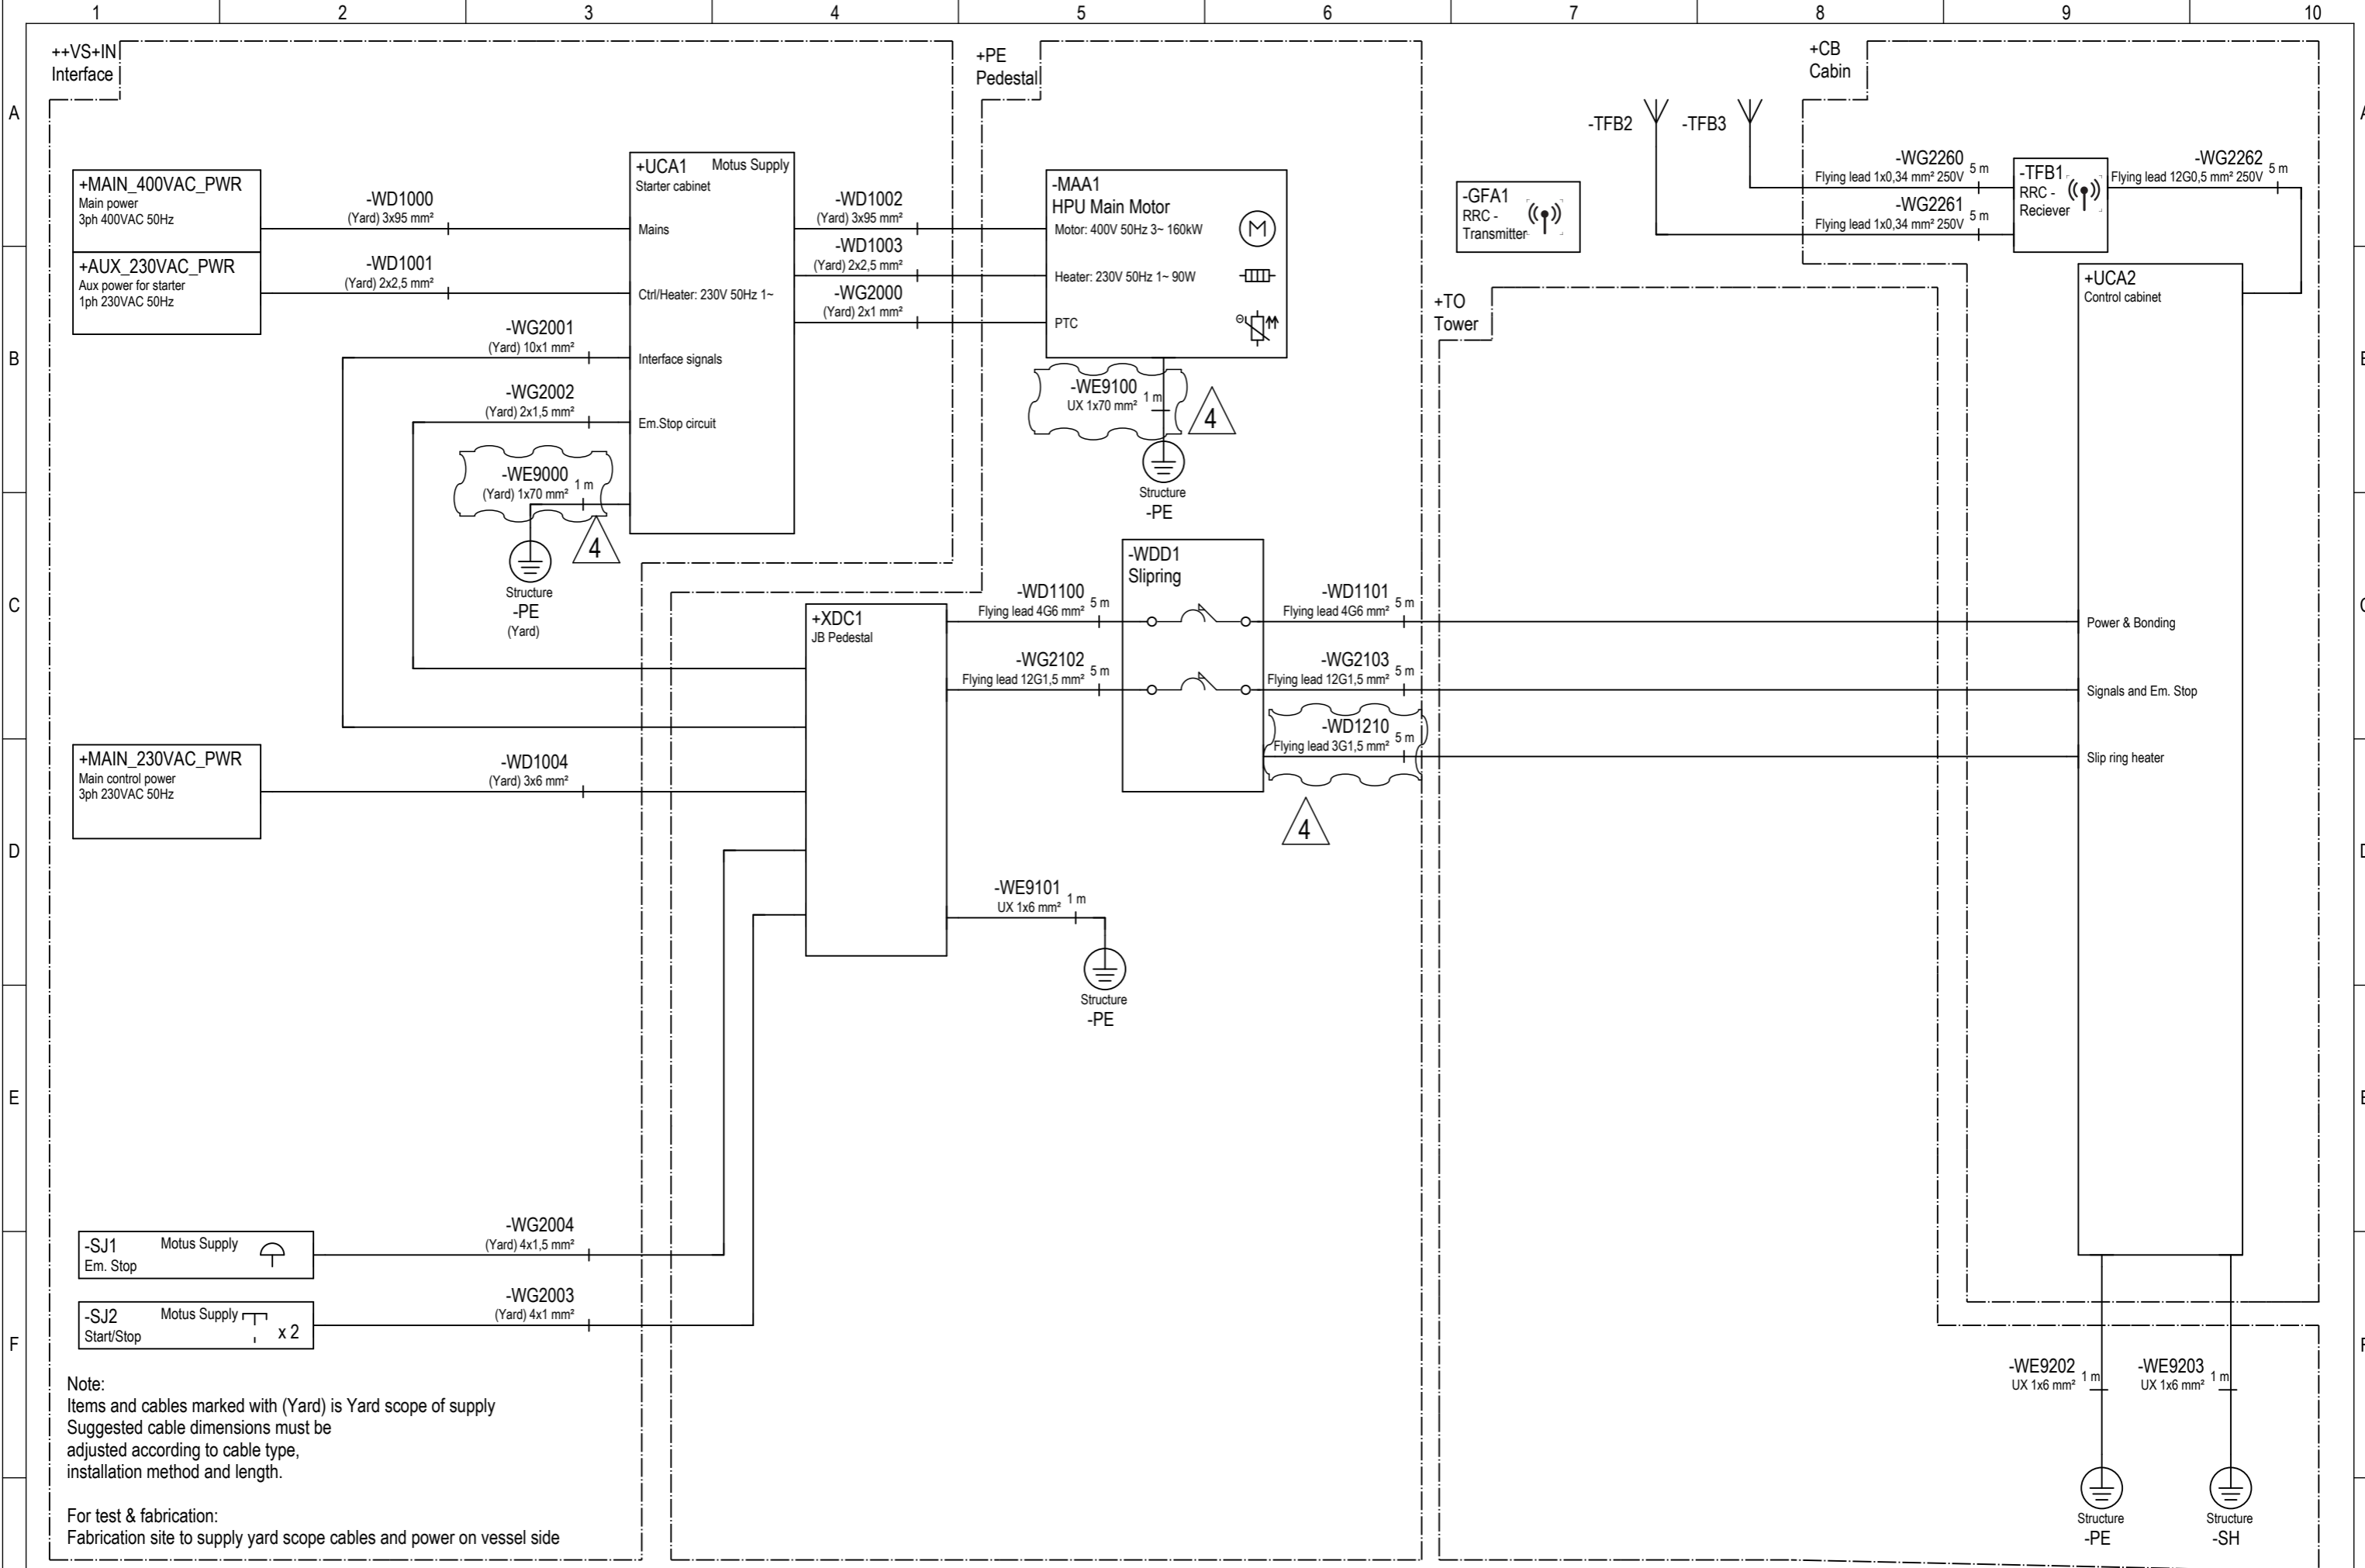 1 2 3 4 5 6 7 8 9 10
A
B
C
D
E
F
++VS+IN
Interface
+MAIN_400VAC_PWR
Main power
3ph 400VAC 50Hz
+AUX_230VAC_PWR
Aux power for starter
1ph 230VAC 50Hz
-WD1000
(Yard) 3x95 mm²
-WD1001
(Yard) 2x2,5 mm²
-WG2001
(Yard) 10x1 mm²
-WG2002
(Yard) 2x1,5 mm²
-WE9000
(Yard) 1x70 mm² 1 m
4
Structure
-PE
(Yard)
+UCA1 Motus Supply
Starter cabinet
Mains
Ctrl/Heater: 230V 50Hz 1~
Interface signals
Em.Stop circuit
-WD1002
(Yard) 3x95 mm²
-WD1003
(Yard) 2x2,5 mm²
-WG2000
(Yard) 2x1 mm²
+PE
Pedestal
-MAA1
HPU Main Motor
Motor: 400V 50Hz 3~ 160kW
M
Heater: 230V 50Hz 1~ 90W
PTC
-WE9100
UX 1x70 mm² 1 m
4
Structure
-PE
+MAIN_230VAC_PWR
Main control power
3ph 230VAC 50Hz
-WD1004
(Yard) 3x6 mm²
+XDC1
JB Pedestal
-WD1100
Flying lead 4G6 mm² 5 m
-WG2102
Flying lead 12G1,5 mm² 5 m
-WDD1
Slipring
-WD1101
Flying lead 4G6 mm² 5 m
-WG2103
Flying lead 12G1,5 mm² 5 m
-WD1210
Flying lead 3G1,5 mm² 5 m
4
-WE9101
UX 1x6 mm² 1 m
Structure
-PE
-SJ1 Motus Supply
Em. Stop
-WG2004
(Yard) 4x1,5 mm²
-SJ2 Motus Supply
Start/Stop x 2
-WG2003
(Yard) 4x1 mm²
Note:
Items and cables marked with (Yard) is Yard scope of supply
Suggested cable dimensions must be
adjusted according to cable type,
installation method and length.
For test & fabrication:
Fabrication site to supply yard scope cables and power on vessel side
-GFA1
RRC -
Transmitter
-TFB2 -TFB3
+TO
Tower
+CB
Cabin
-WG2260
Flying lead 1x0,34 mm² 250V 5 m
-WG2261
Flying lead 1x0,34 mm² 250V 5 m
-TFB1
RRC -
Reciever
-WG2262
Flying lead 12G0,5 mm² 250V 5 m
+UCA2
Control cabinet
Power & Bonding
Signals and Em. Stop
Slip ring heater
-WE9202
UX 1x6 mm² 1 m
-WE9203
UX 1x6 mm² 1 m
Structure
-PE
Structure
-SH